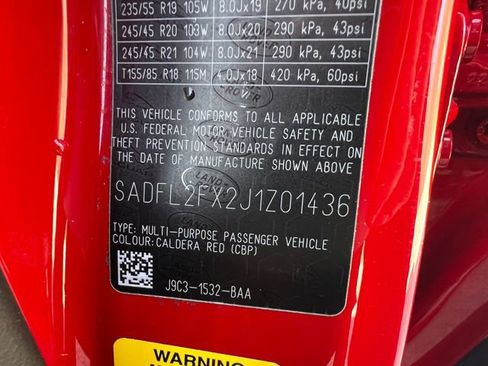 235/55 R19 105W 8.0Jx19 270 kPa, 40psi
245/45 R20 103W 8.0Jx20 290 kPa, 43psi
245/45 R21 104W 8.0Jx21 290 kPa, 43psi
T155/85 R18 115M 4.0Jx18 420 kPa, 60psi
THIS VEHICLE CONFORMS TO ALL APPLICABLE
U.S. FEDERAL MOTOR VEHICLE SAFETY AND
THEFT PREVENTION STANDARDS IN EFFECT ON
THE DATE OF MANUFACTURE SHOWN ABOVE
SADFL2FX2J1Z01436
TYPE: MULTI-PURPOSE PASSENGER VEHICLE
COLOUR: CALDERA RED (CBP)
J9C3-1532-BAA
WARNING